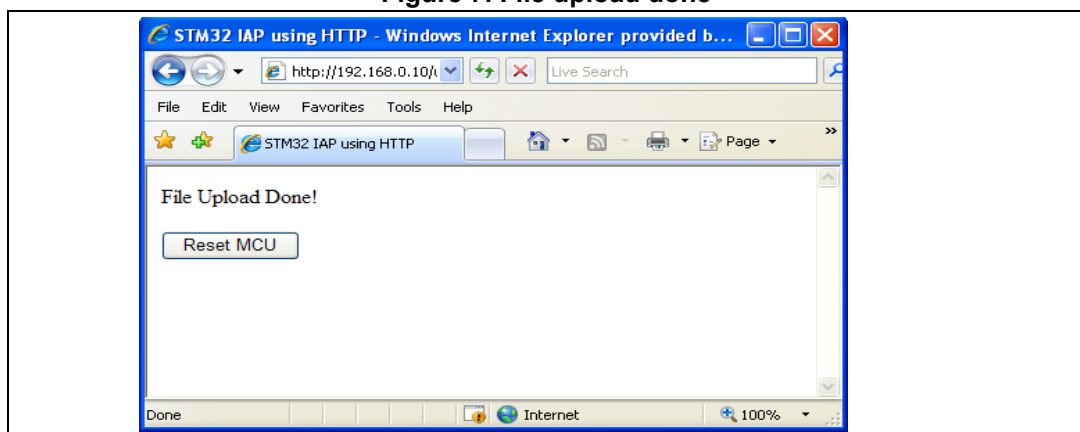 Figure 7. File upload done
STM32 IAP using HTTP - Windows Internet Explorer provided b...
http://192.168.0.10/u
Live Search
File Edit View Favorites Tools Help
STM32 IAP using HTTP
Page
File Upload Done!
Reset MCU
Done
Internet
100%